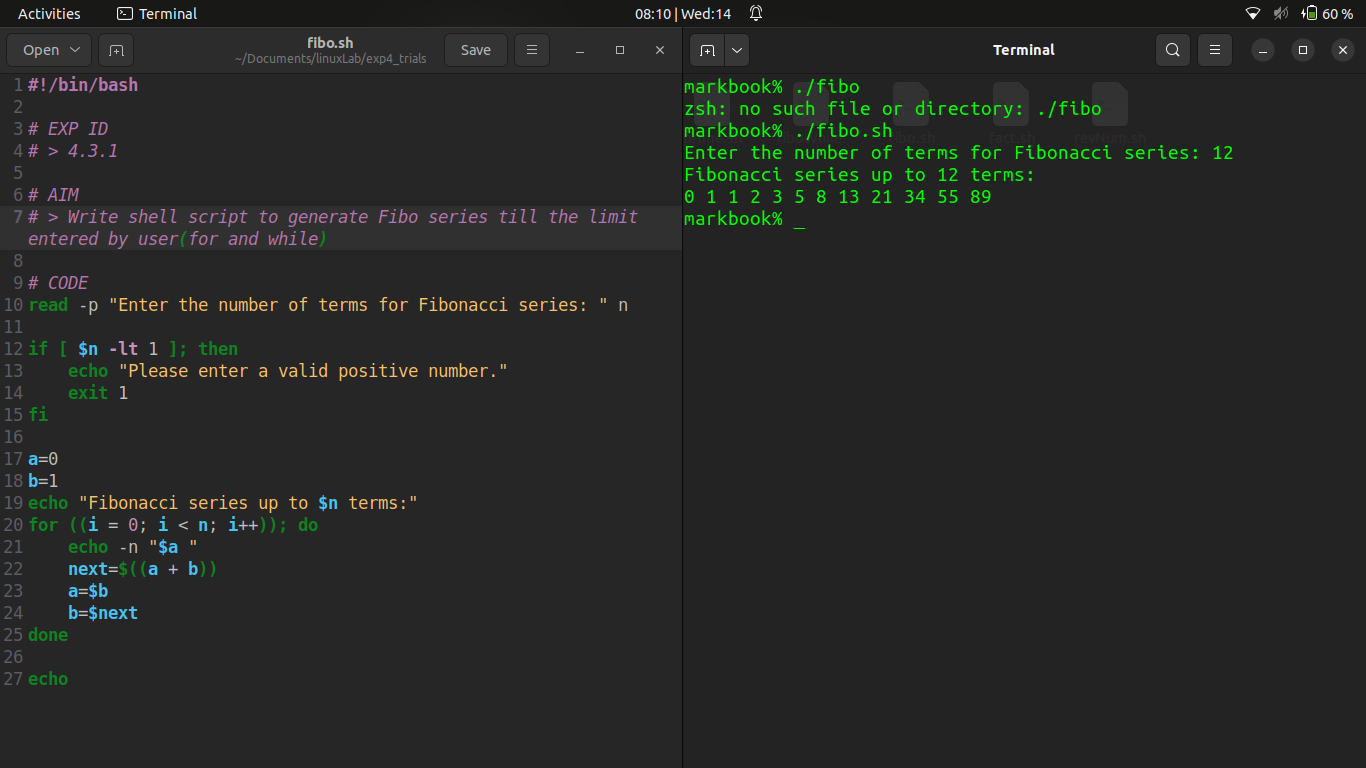 Activities Terminal 08:10|Wed:14 60 %
Open fibo.sh Save
~/Documents/linuxLab/exp4_trials
1 #!/bin/bash
2
3 # EXP ID
4 # > 4.3.1
5
6 # AIM
7 # > Write shell script to generate Fibo series till the limit
entered by user(for and while)
8
9 # CODE
10 read -p "Enter the number of terms for Fibonacci series: " n
11
12 if [ $n -lt 1 ]; then
13     echo "Please enter a valid positive number."
14     exit 1
15 fi
16
17 a=0
18 b=1
19 echo "Fibonacci series up to $n terms:"
20 for ((i = 0; i < n; i++)); do
21     echo -n "$a "
22     next=$((a + b))
23     a=$b
24     b=$next
25 done
26
27 echo
Terminal
markbook% ./fibo
zsh: no such file or directory: ./fibo
markbook% ./fibo.sh
Enter the number of terms for Fibonacci series: 12
Fibonacci series up to 12 terms:
0 1 1 2 3 5 8 13 21 34 55 89
markbook% _
fact.sh
revNum.sh